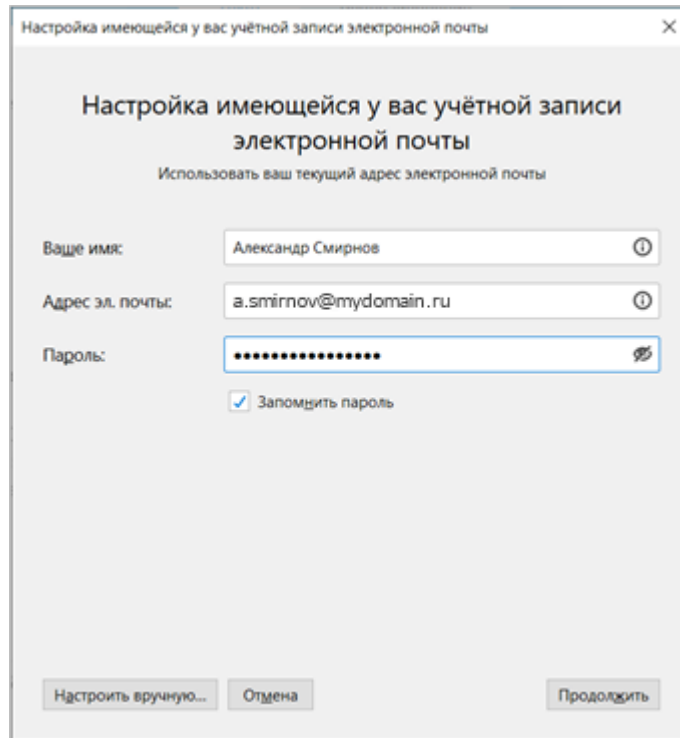 Настройка имеющейся у вас учётной записи электронной почты
Настройка имеющейся у вас учётной записи
электронной почты
Использовать ваш текущий адрес электронной почты
Ваше имя: Александр Смирнов
Адрес эл. почты: a.smirnov@mydomain.ru
Пароль: ••••••••••••••••
Запомнить пароль
Настроить вручную... Отмена Продолжить